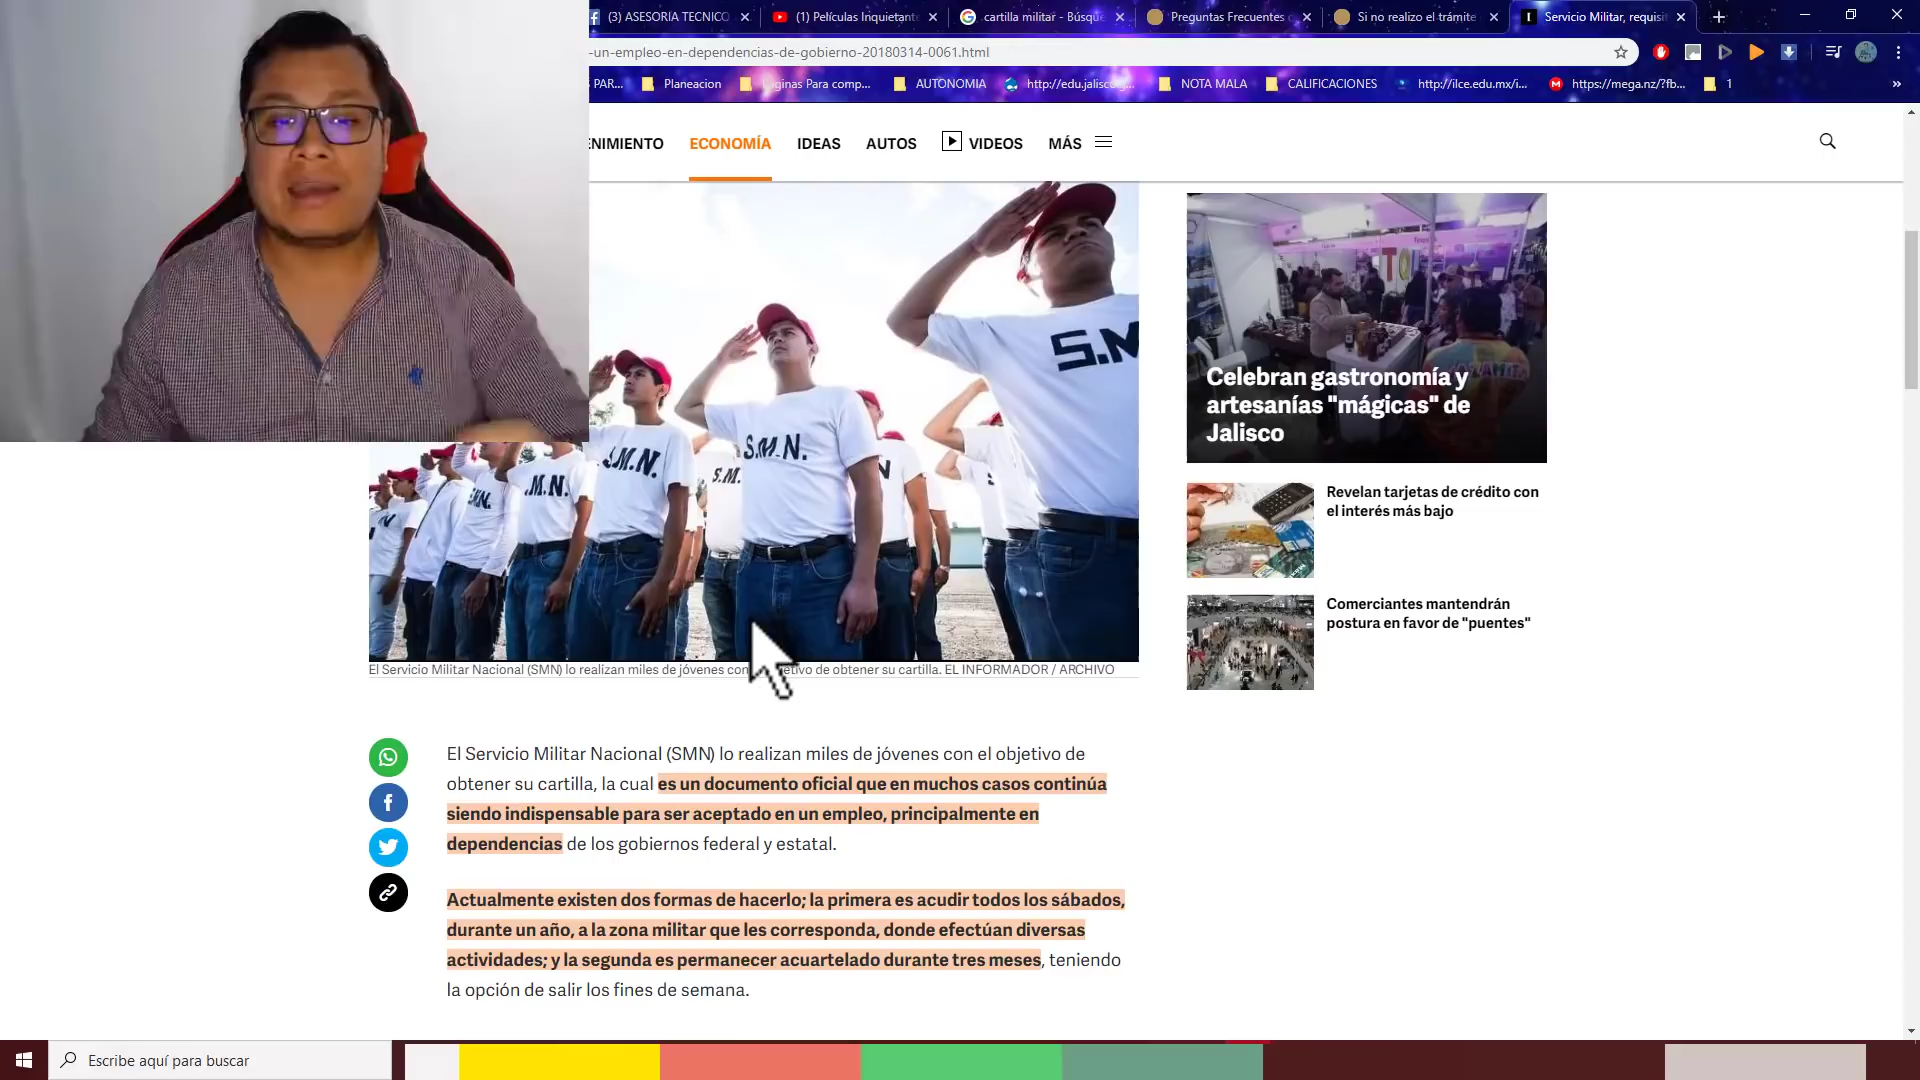 (3) ASESORIA TECNICO
(1) Películas Inquietant
cartilla militar - Búsqu
Preguntas Frecuentes
Si no realizo el trámite
Servicio Militar, requisi
-un-empleo-en-dependencias-de-gobierno-20180314-0061.html
PAR...
Planeacion
ginas Para comp...
AUTONOMIA
http://edu.jalisco.g...
NOTA MALA
CALIFICACIONES
http://ilce.edu.mx/i...
https://mega.nz/?fb...
1
»
ENIMIENTO
ECONOMÍA
IDEAS
AUTOS
VIDEOS
MÁS
S.M
S.M.N.
S.M.N.
S.M.
.M.N.
Celebran gastronomía y
artesanías "mágicas" de
Jalisco
Revelan tarjetas de crédito con
el interés más bajo
Comerciantes mantendrán
postura en favor de "puentes"
El Servicio Militar Nacional (SMN) lo realizan miles de jóvenes con etivo de obtener su cartilla. EL INFORMADOR / ARCHIVO
El Servicio Militar Nacional (SMN) lo realizan miles de jóvenes con el objetivo de
obtener su cartilla, la cual es un documento oficial que en muchos casos continúa
siendo indispensable para ser aceptado en un empleo, principalmente en
dependencias de los gobiernos federal y estatal.
Actualmente existen dos formas de hacerlo; la primera es acudir todos los sábados,
durante un año, a la zona militar que les corresponda, donde efectúan diversas
actividades; y la segunda es permanecer acuartelado durante tres meses, teniendo
la opción de salir los fines de semana.
Escribe aquí para buscar